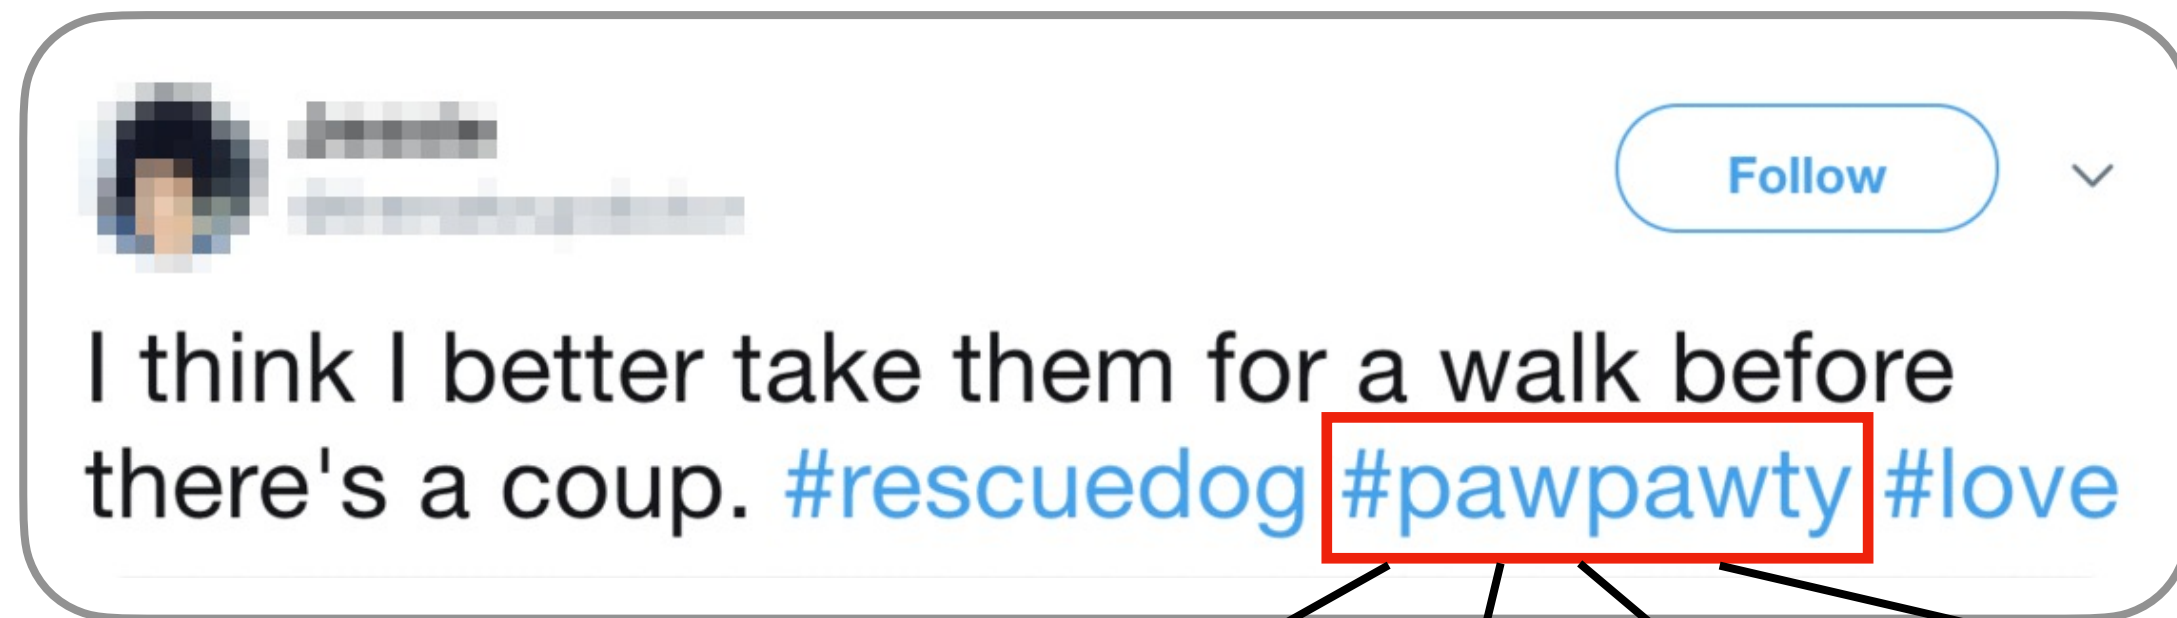 Follow
I think I better take them for a walk before
there's a coup. #rescuedog #pawpawty #love